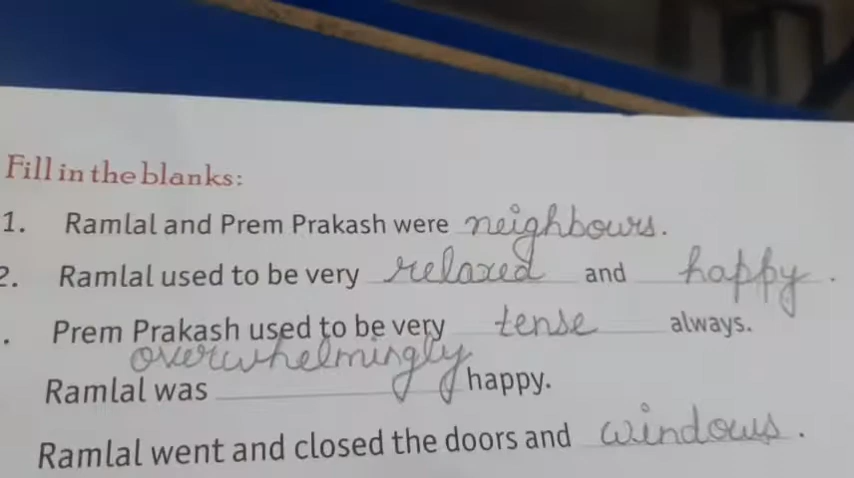 Fill in the blanks:
1. Ramlal and Prem Prakash were neighbours.
2. Ramlal used to be very relaxed and happy.
. Prem Prakash used to be very tense always.
Ramlal was overwhelmingly happy.
Ramlal went and closed the doors and windows.